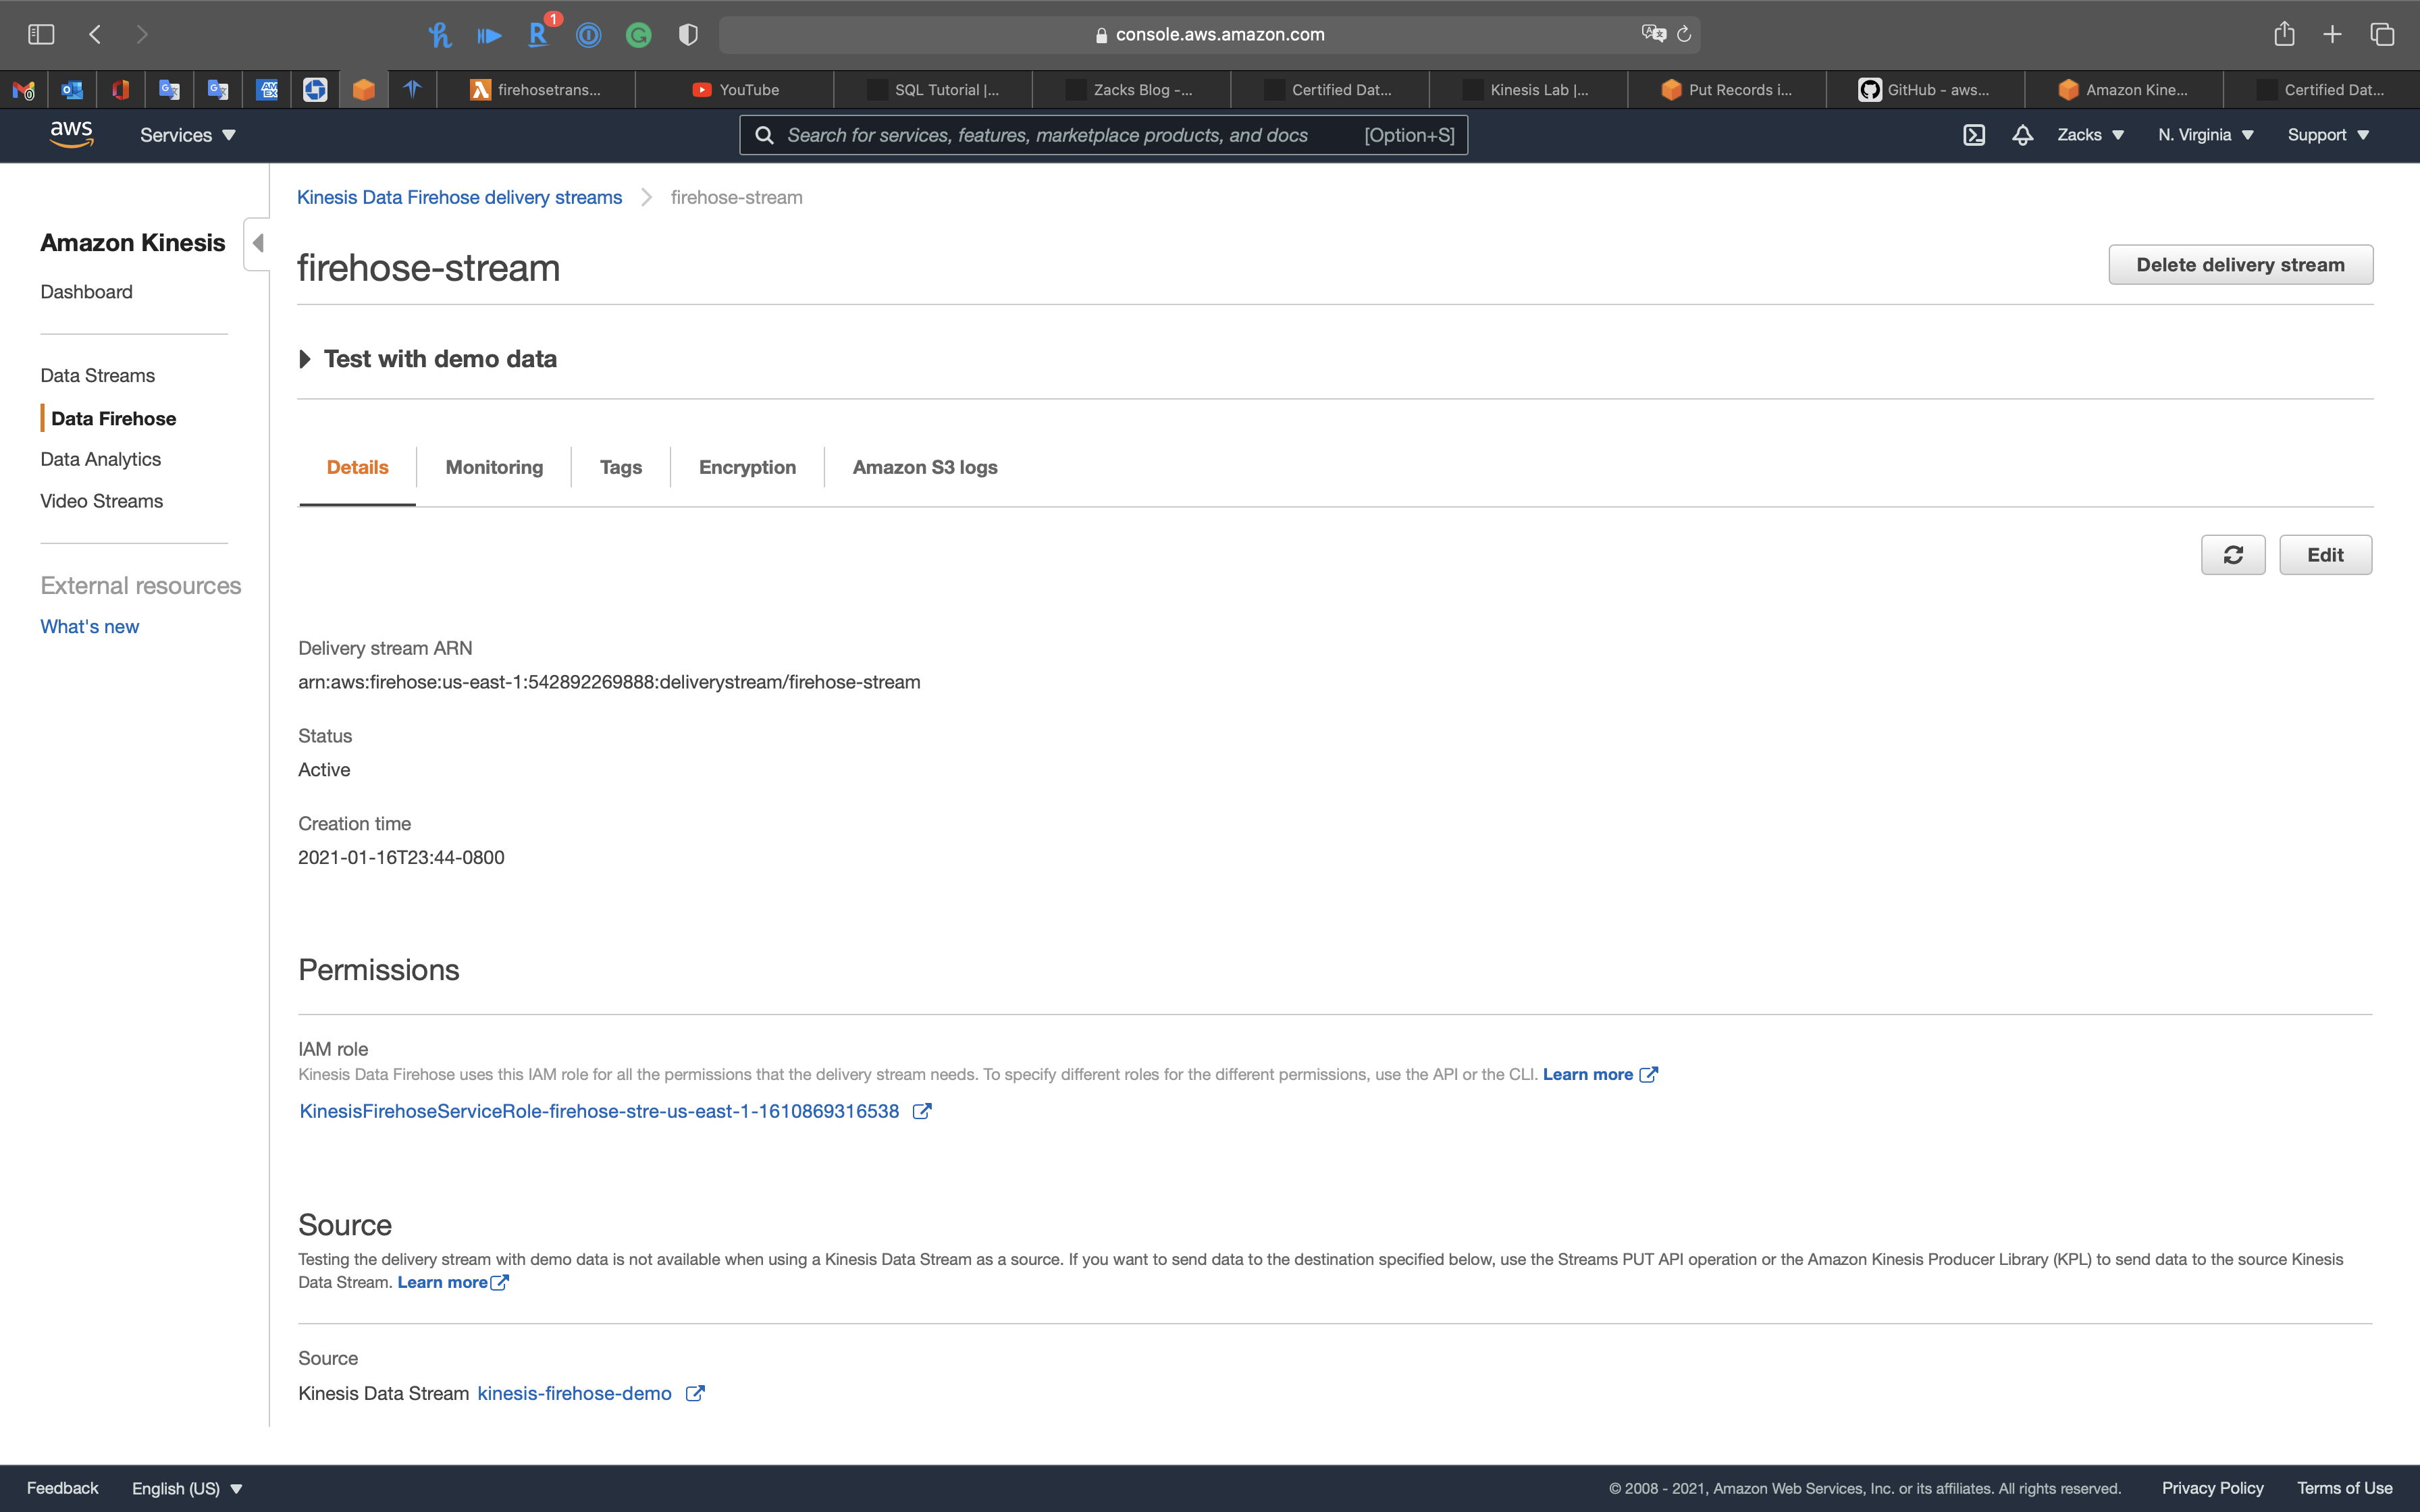 1
console.aws.amazon.com
firehosetrans...
YouTube
SQL Tutorial |...
Zacks Blog -...
Certified Dat...
Kinesis Lab |...
Put Records i...
GitHub - aws...
Amazon Kine...
Certified Dat...
aws
Services
Search for services, features, marketplace products, and docs [Option+S]
Zacks
N. Virginia
Support
Amazon Kinesis
Dashboard
Data Streams
Data Firehose
Data Analytics
Video Streams
External resources
What's new
Kinesis Data Firehose delivery streams
firehose-stream
firehose-stream
Delete delivery stream
Test with demo data
Details
Monitoring
Tags
Encryption
Amazon S3 logs
Edit
Delivery stream ARN
arn:aws:firehose:us-east-1:542892269888:deliverystream/firehose-stream
Status
Active
Creation time
2021-01-16T23:44-0800
Permissions
IAM role
Kinesis Data Firehose uses this IAM role for all the permissions that the delivery stream needs. To specify different roles for the different permissions, use the API or the CLI. Learn more
KinesisFirehoseServiceRole-firehose-stre-us-east-1-1610869316538
Source
Testing the delivery stream with demo data is not available when using a Kinesis Data Stream as a source. If you want to send data to the destination specified below, use the Streams PUT API operation or the Amazon Kinesis Producer Library (KPL) to send data to the source Kinesis
Data Stream. Learn more
Source
Kinesis Data Stream kinesis-firehose-demo
Feedback
English (US)
© 2008 - 2021, Amazon Web Services, Inc. or its affiliates. All rights reserved.
Privacy Policy
Terms of Use